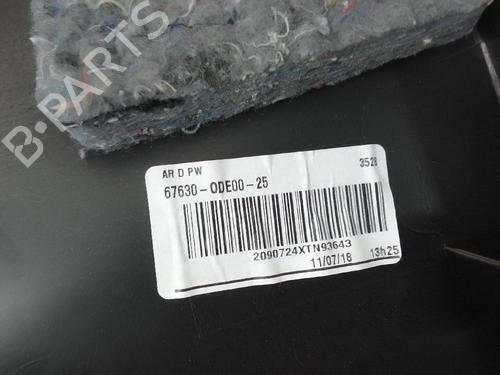 B-PARTS
AR D PW 3528
67630-0DE00-25
2090724XTN93643
11/07/18 13h25